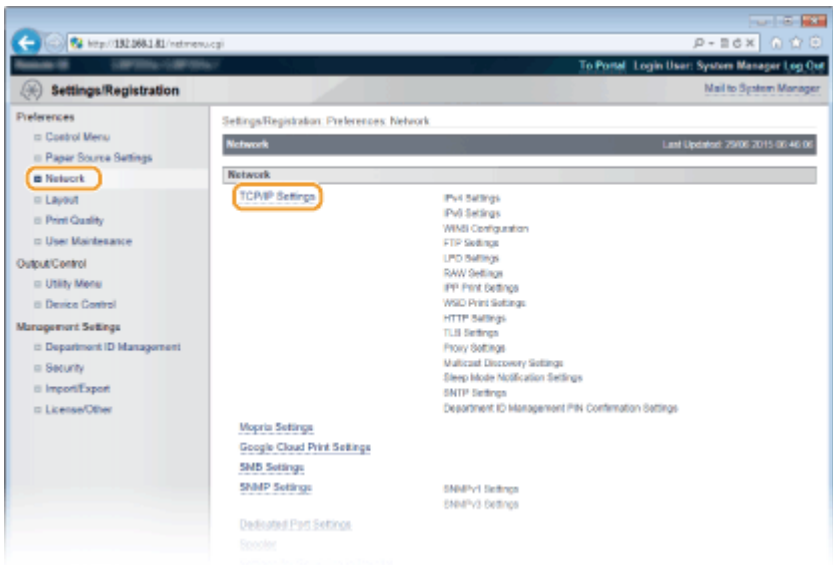 http://192.168.1.81/netmenu.cgi
To Portal Login User: System Manager Log Out
Settings/Registration
Mail to System Manager
Preferences
Control Menu
Paper Source Settings
Network
Layout
Print Quality
User Maintenance
Output/Control
Utility Menu
Device Control
Management Settings
Department ID Management
Security
Import/Export
License/Other
Settings/Registration: Preferences: Network
Network
Last Updated: 29/06 2015 06:46:06
Network
TCP/IP Settings
IPv4 Settings
IPv6 Settings
WINS Configuration
FTP Settings
LPD Settings
RAW Settings
IPP Print Settings
WSD Print Settings
HTTP Settings
TLS Settings
Proxy Settings
Multicast Discovery Settings
Sleep Mode Notification Settings
SNTP Settings
Department ID Management PIN Confirmation Settings
Mopria Settings
Google Cloud Print Settings
SMB Settings
SNMP Settings
SNMPv1 Settings
SNMPv3 Settings
Dedicated Port Settings
Spooler